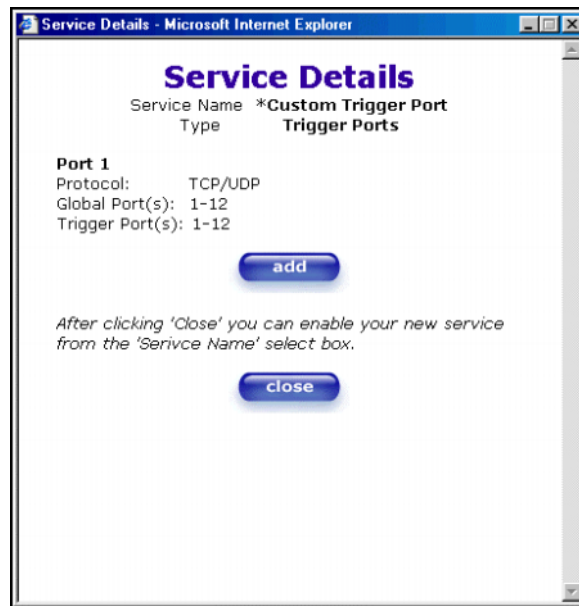 Service Details - Microsoft Internet Explorer
Service Details
Service Name *Custom Trigger Port
Type Trigger Ports
Port 1
Protocol: TCP/UDP
Global Port(s): 1-12
Trigger Port(s): 1-12
add
After clicking 'Close' you can enable your new service
from the 'Serivce Name' select box.
close